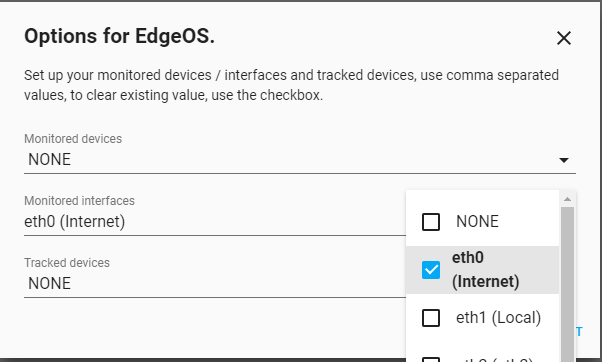 Options for EdgeOS.
Set up your monitored devices / interfaces and tracked devices, use comma separated
values, to clear existing value, use the checkbox.
Monitored devices
NONE
Monitored interfaces
eth0 (Internet)
Tracked devices
NONE
NONE
eth0
(Internet)
eth1 (Local)
T